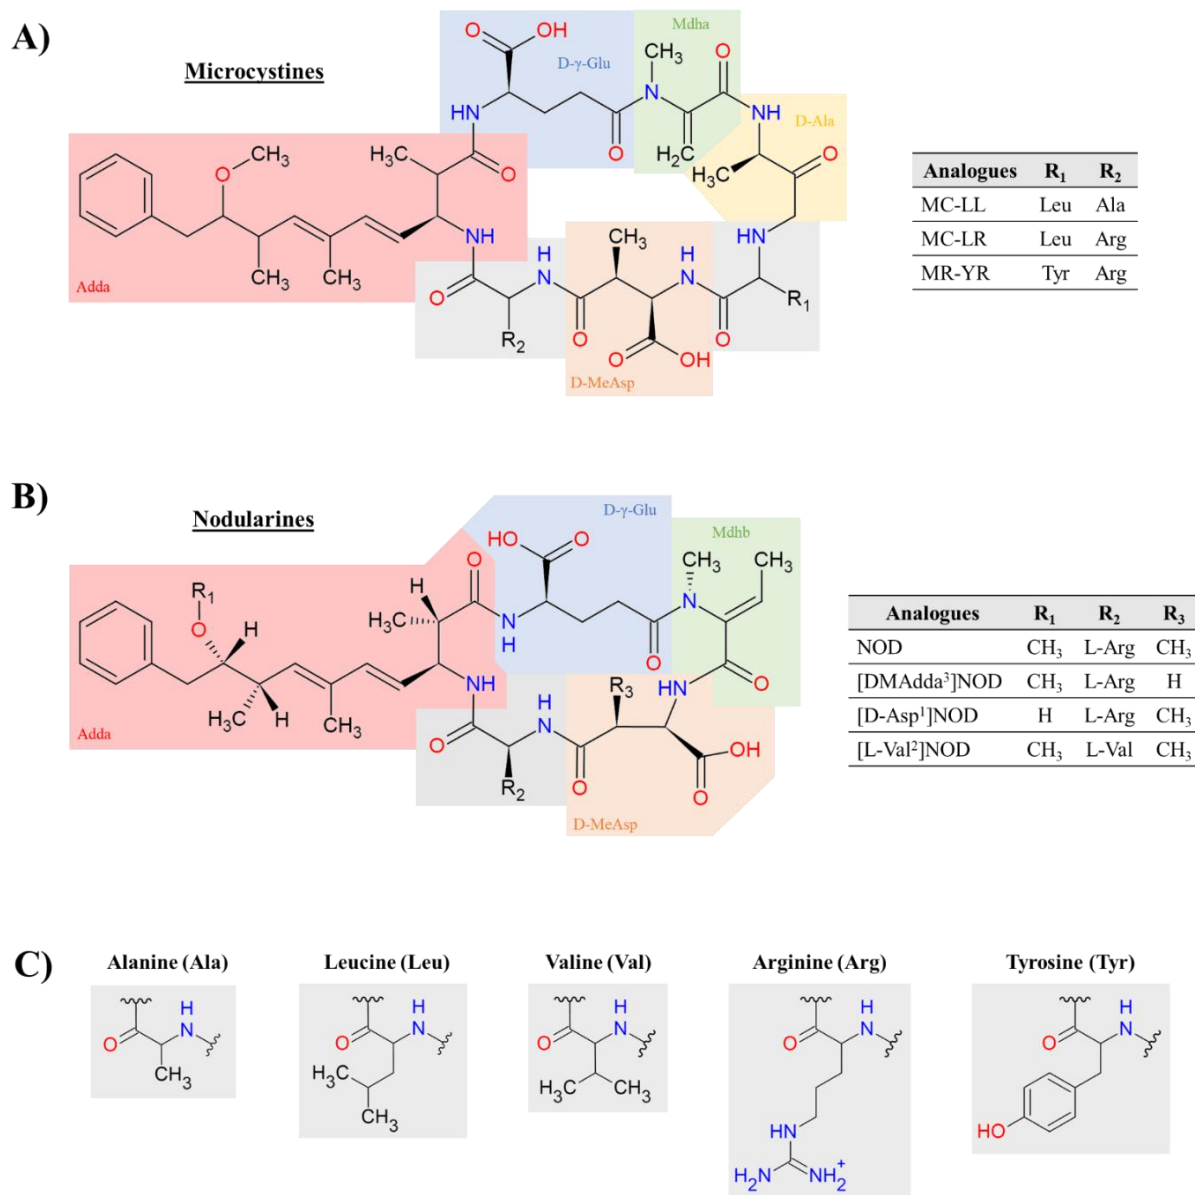 A)
Microcystines
O
OH
D-γ-Glu
Mdha
CH₃
O
N
HN
NH
D-Ala
O
H₃C
O
H₂C
H₃C
O
CH₃
O
O
NH
CH₃
H
N
HN
CH₃
CH₃
Adda
O
R₂
O
NH
O
OH
O
R₁
D-MeAsp
Analogues R₁ R₂
MC-LL Leu Ala
MC-LR Leu Arg
MR-YR Tyr Arg
B)
Nodularines
D-γ-Glu
Mdhb
HO
O
O
CH₃
CH₃
N
R₁
O
H
H
H₃C
N
H
O
O
NH
R₃
NH
H₃C
H
CH₃
Adda
O
H
N
R₂
O
OH
O
D-MeAsp
Analogues R₁ R₂ R₃
NOD CH₃ L-Arg CH₃
[DMAdda³]NOD CH₃ L-Arg H
[D-Asp¹]NOD H L-Arg CH₃
[L-Val²]NOD CH₃ L-Val CH₃
C)
Alanine (Ala)
H
N
O
CH₃
Leucine (Leu)
H
N
O
H₃C
CH₃
Valine (Val)
H
N
O
H₃C
CH₃
Arginine (Arg)
H
N
O
HN
H₂N
NH₂
+
Tyrosine (Tyr)
H
N
O
HO